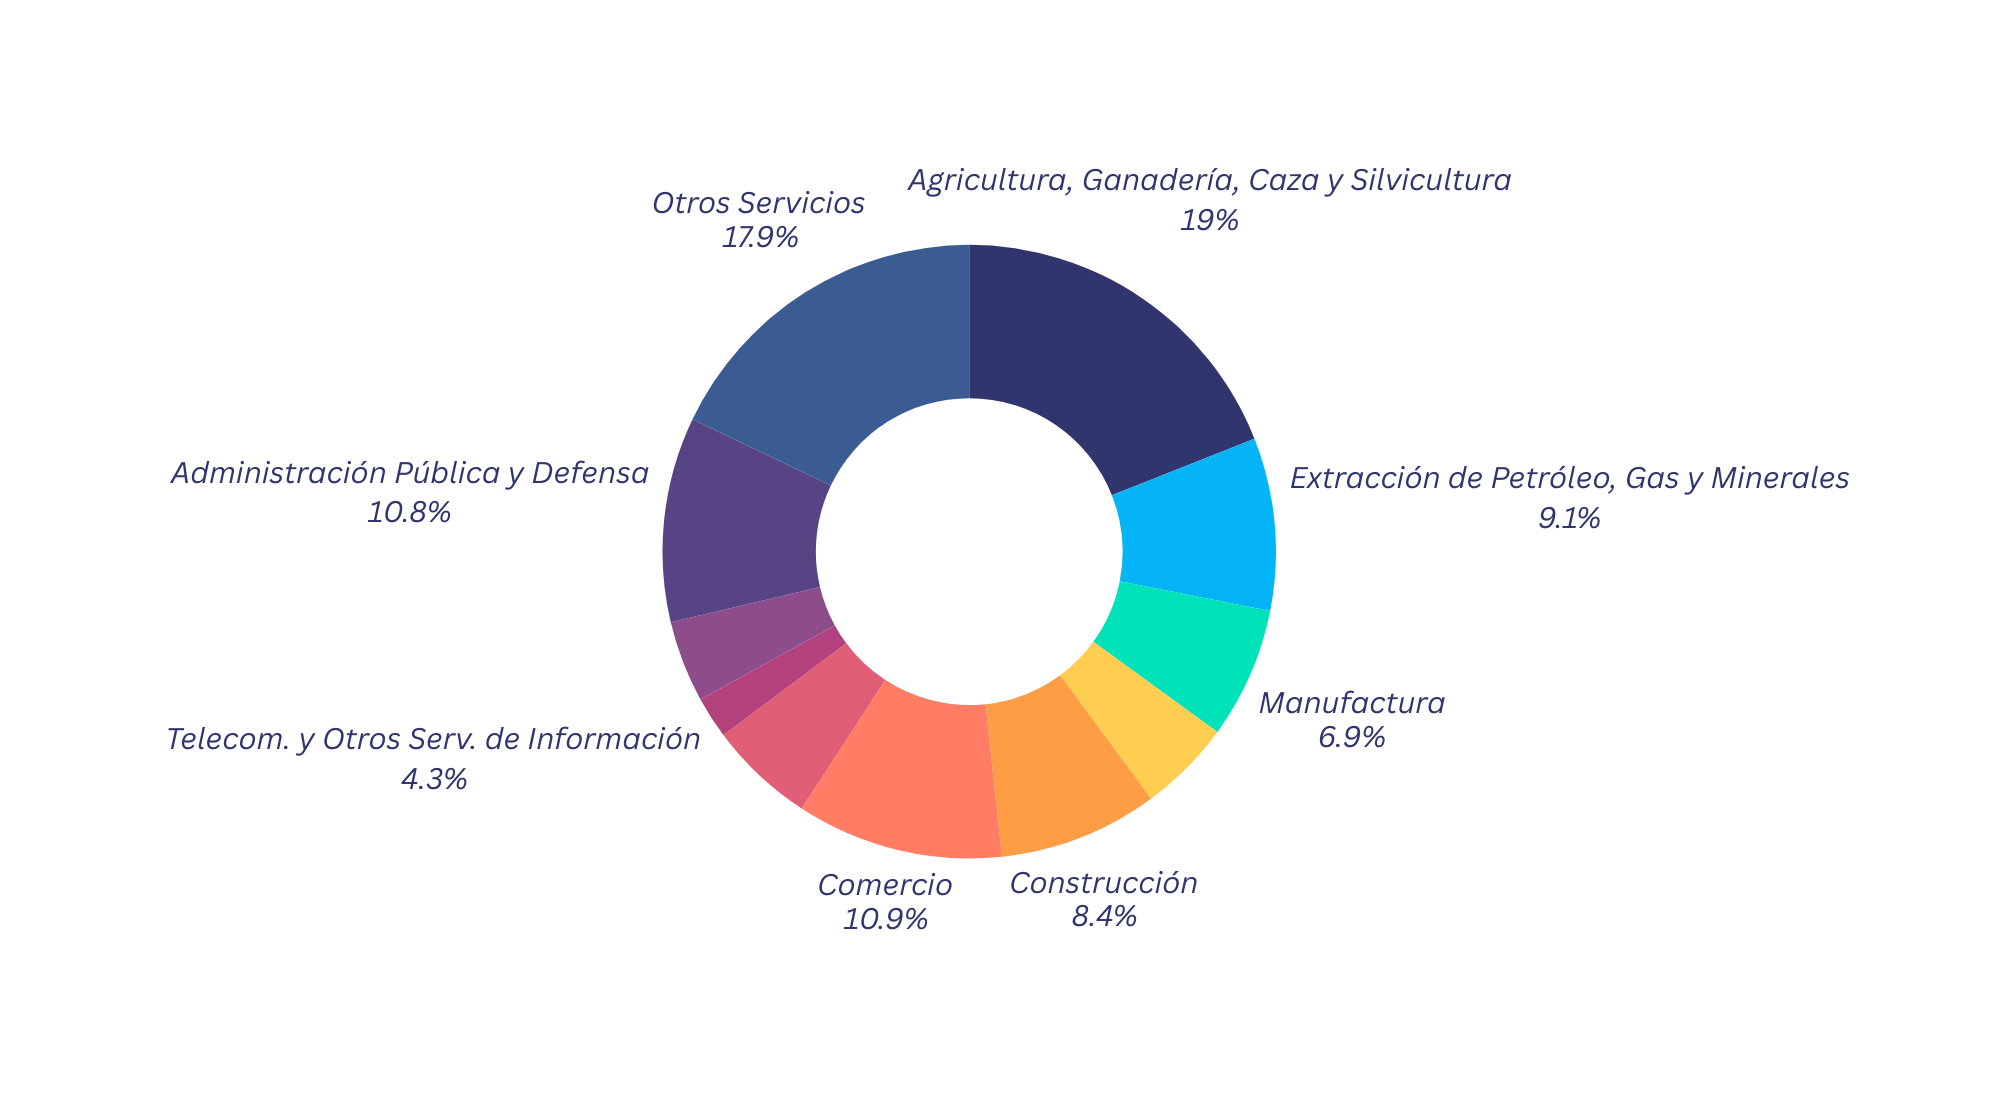 Agricultura, Ganadería, Caza y Silvicultura
19%
Otros Servicios
17.9%
Administración Pública y Defensa
10.8%
Extracción de Petróleo, Gas y Minerales
9.1%
Manufactura
6.9%
Telecom. y Otros Serv. de Información
4.3%
Comercio
10.9%
Construcción
8.4%